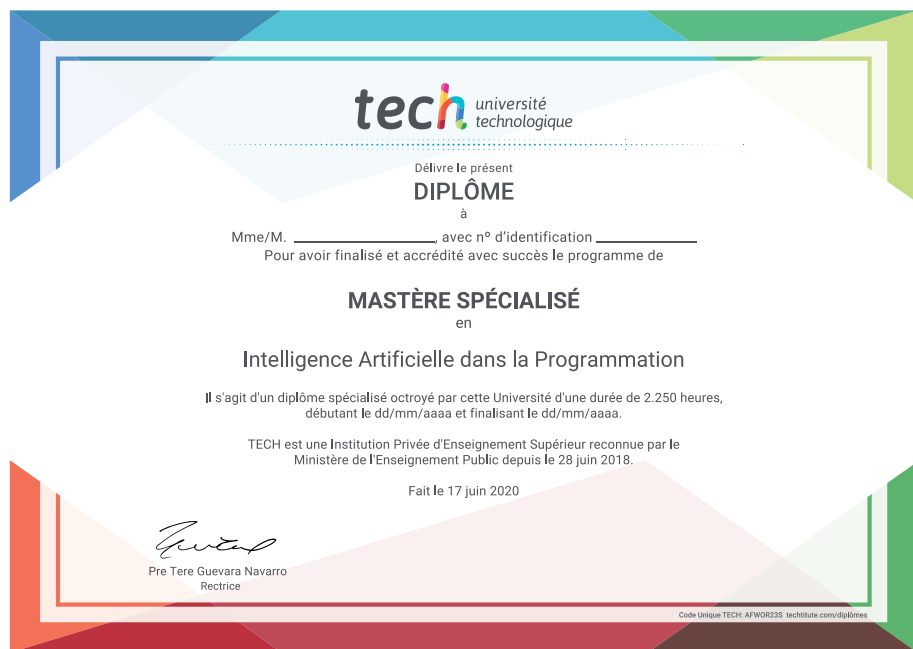 tech université
technologique
Délivre le présent
DIPLÔME
à
Mme/M. ____________, avec nº d'identification ____________
Pour avoir finalisé et accrédité avec succès le programme de
MASTÈRE SPÉCIALISÉ
en
Intelligence Artificielle dans la Programmation
Il s'agit d'un diplôme spécialisé octroyé par cette Université d'une durée de 2.250 heures,
débutant le dd/mm/aaaa et finalisant le dd/mm/aaaa.
TECH est une Institution Privée d'Enseignement Supérieur reconnue par le
Ministère de l'Enseignement Public depuis le 28 juin 2018.
Fait le 17 juin 2020
Pre Tere Guevara Navarro
Rectrice
Code Unique TECH: AFWOR23S techtitute.com/diplômes